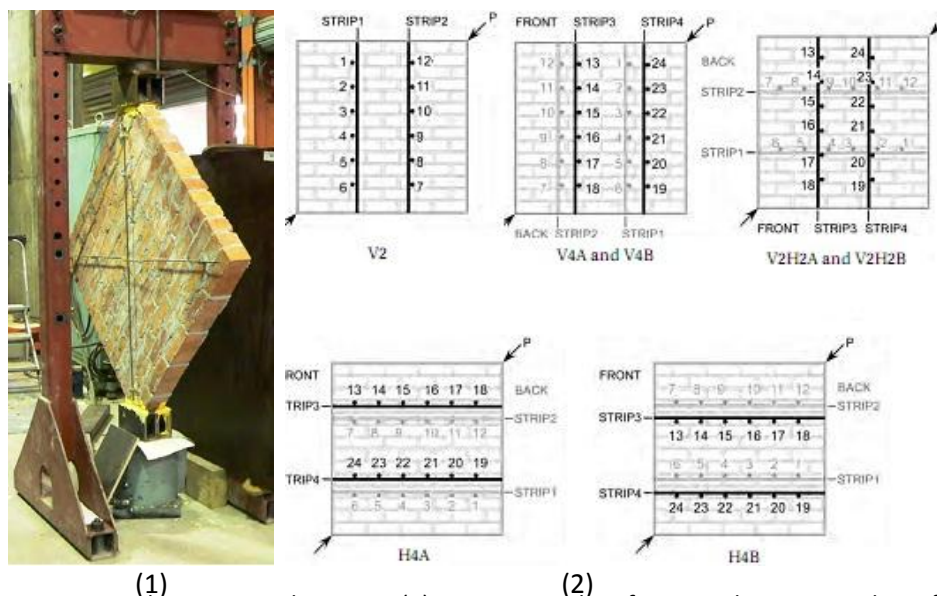 STRIP1 STRIP2 P
1 12
2 11
3 10
4 9
5 8
6 7
V2
FRONT STRIP3 STRIP4 P
12 13 1 24
11 14 2 23
10 15 3 22
9 16 4 21
8 17 5 20
7 18 6 19
BACK STRIP2 STRIP1
V4A and V4B
BACK
13 24
14 23
7 8 9 10 11 12
STRIP2
15 22
16 21
STRIP1
6 5 4 3 2 1
17 20
18 19
FRONT STRIP3 STRIP4
V2H2A and V2H2B
P
RONT
13 14 15 16 17 18
BACK
TRIP3
STRIP2
7 8 9 10 11 12
24 23 22 21 20 19
TRIP4
STRIP1
6 5 4 3 2 1
H4A
P
FRONT
7 8 9 10 11 12
BACK
STRIP2
STRIP3
13 14 15 16 17 18
6 5 4 3 2 1
STRIP1
STRIP4
24 23 22 21 20 19
H4B
(1) (2)